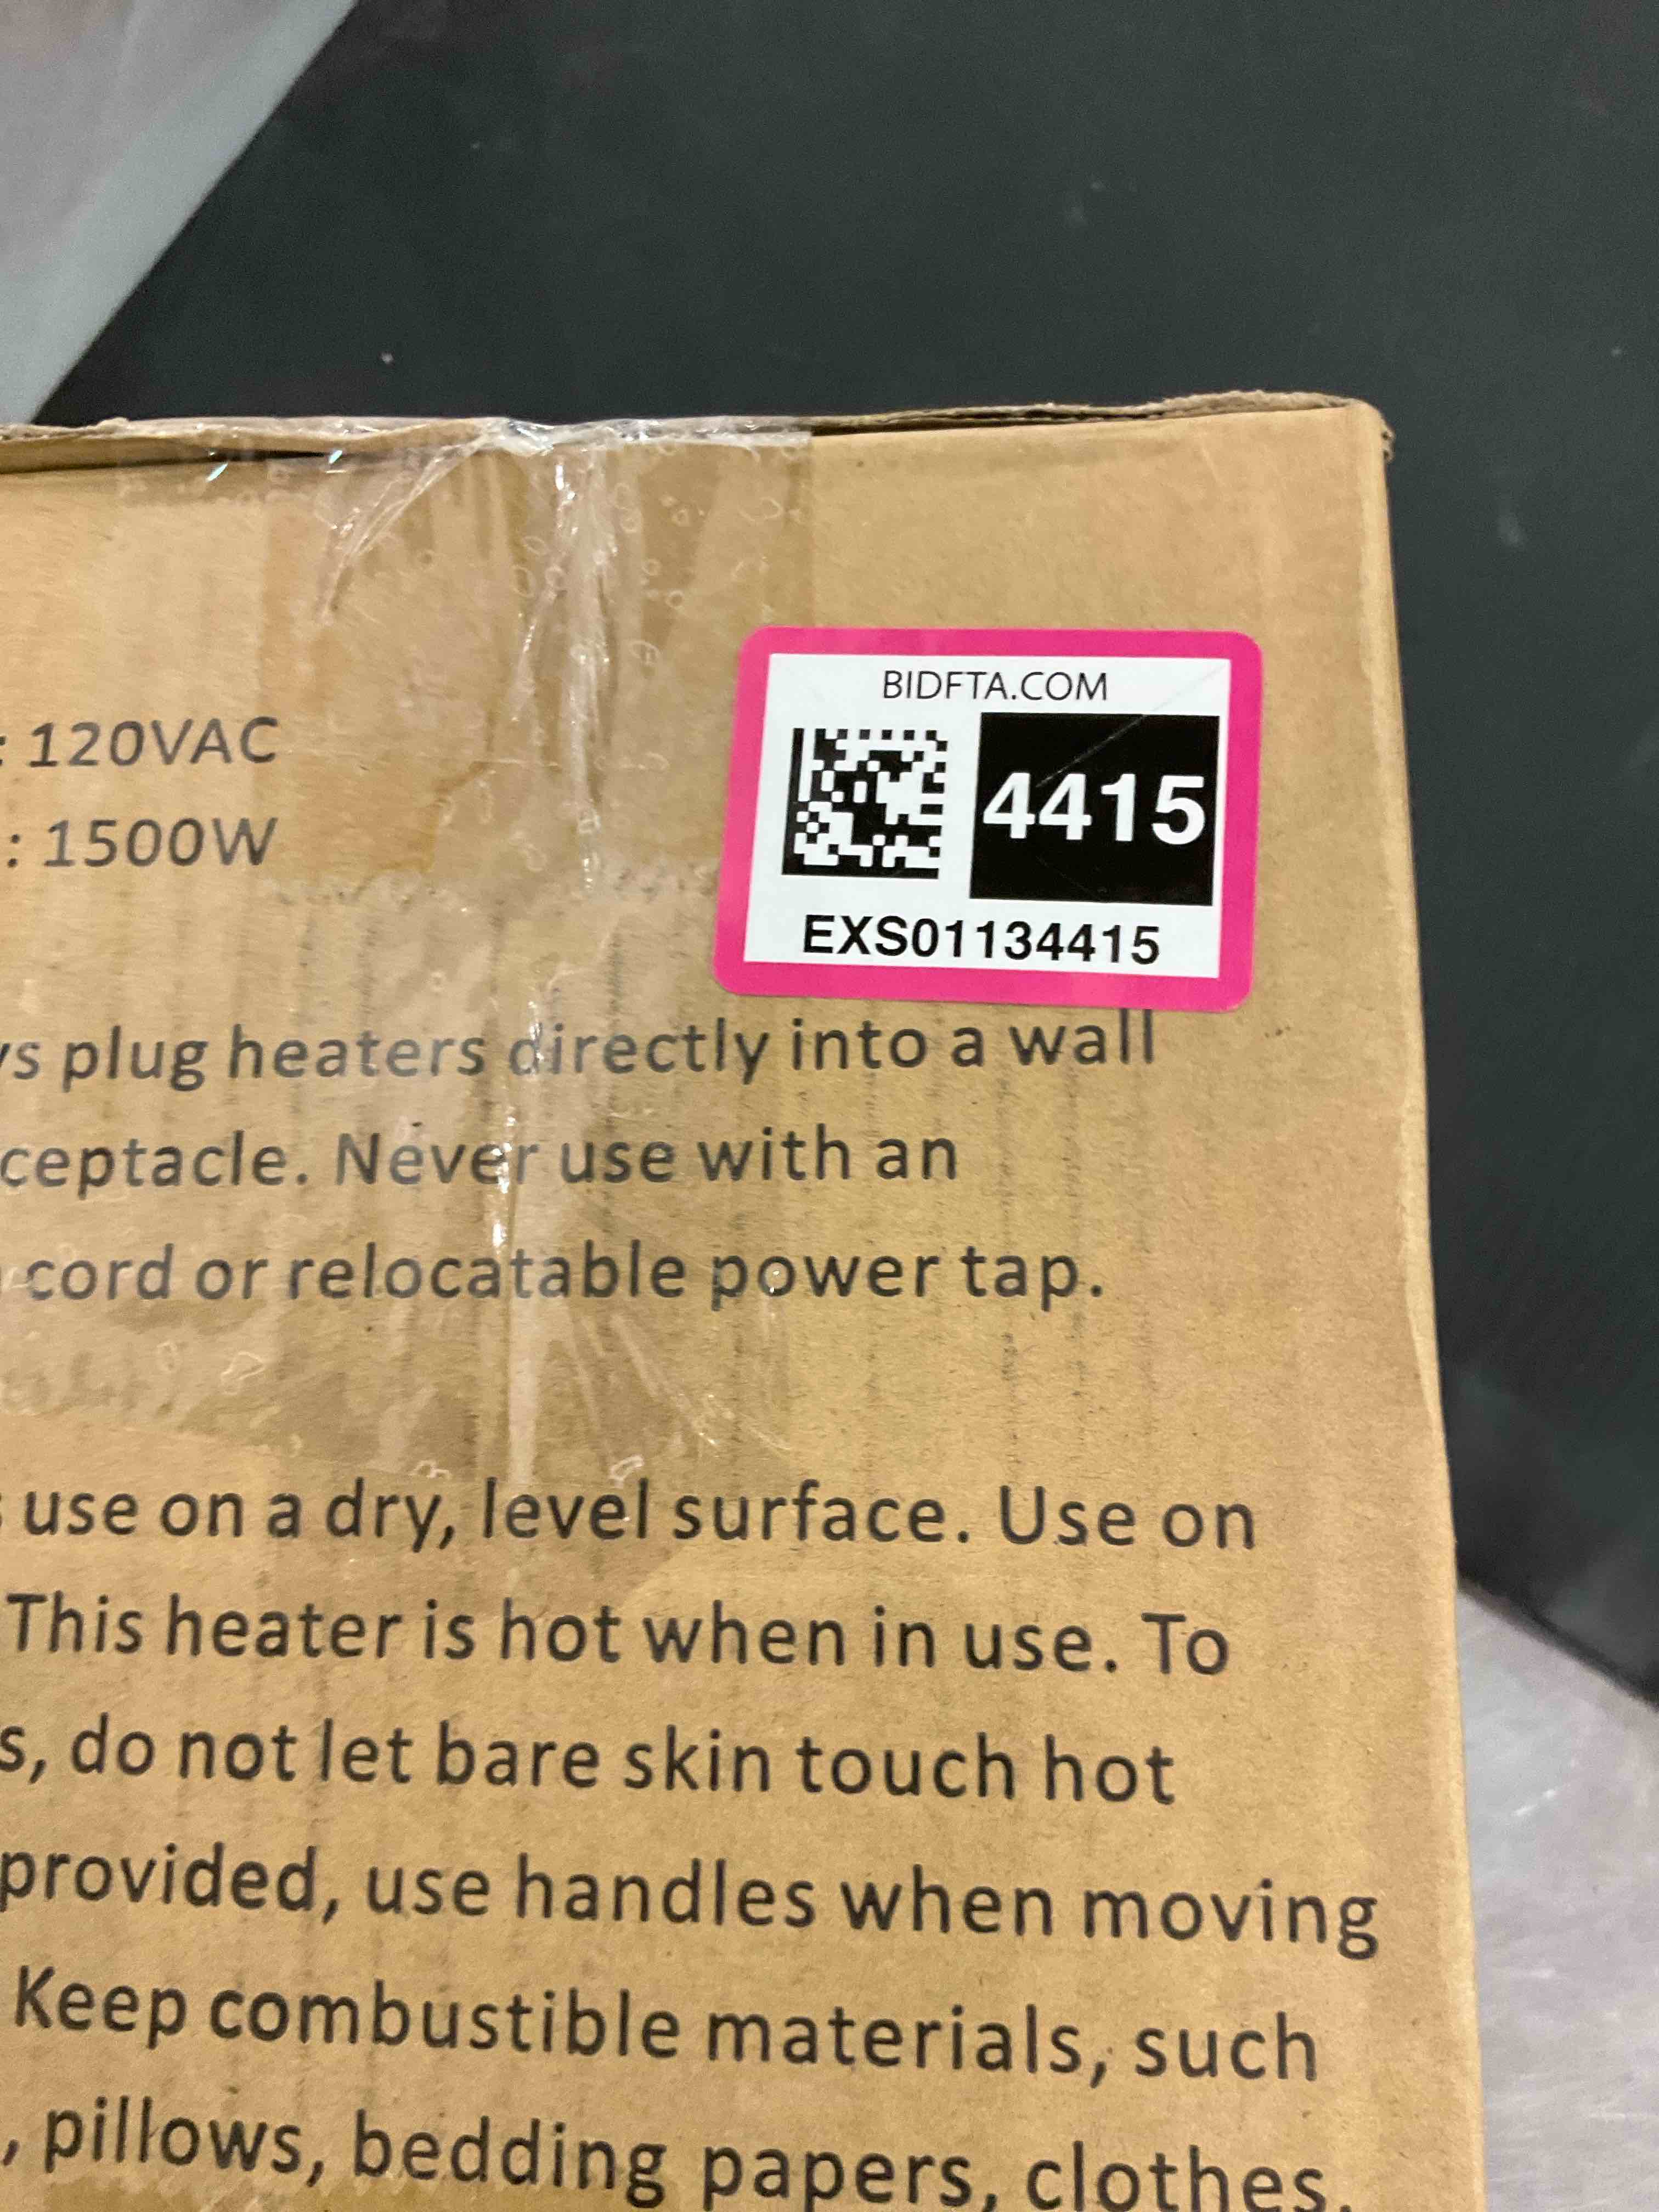 BIDFTA.COM
4415
EXS01134415
: 120VAC
: 1500W
plug heaters directly into a wall
Never use with an
cord or relocatable power tap.
use on a dry, level surface. Use on
This heater is hot when in use. To
, do not let bare skin touch hot
provided, use handles when moving
Keep combustible materials, such
, pillows, bedding papers, clothes,